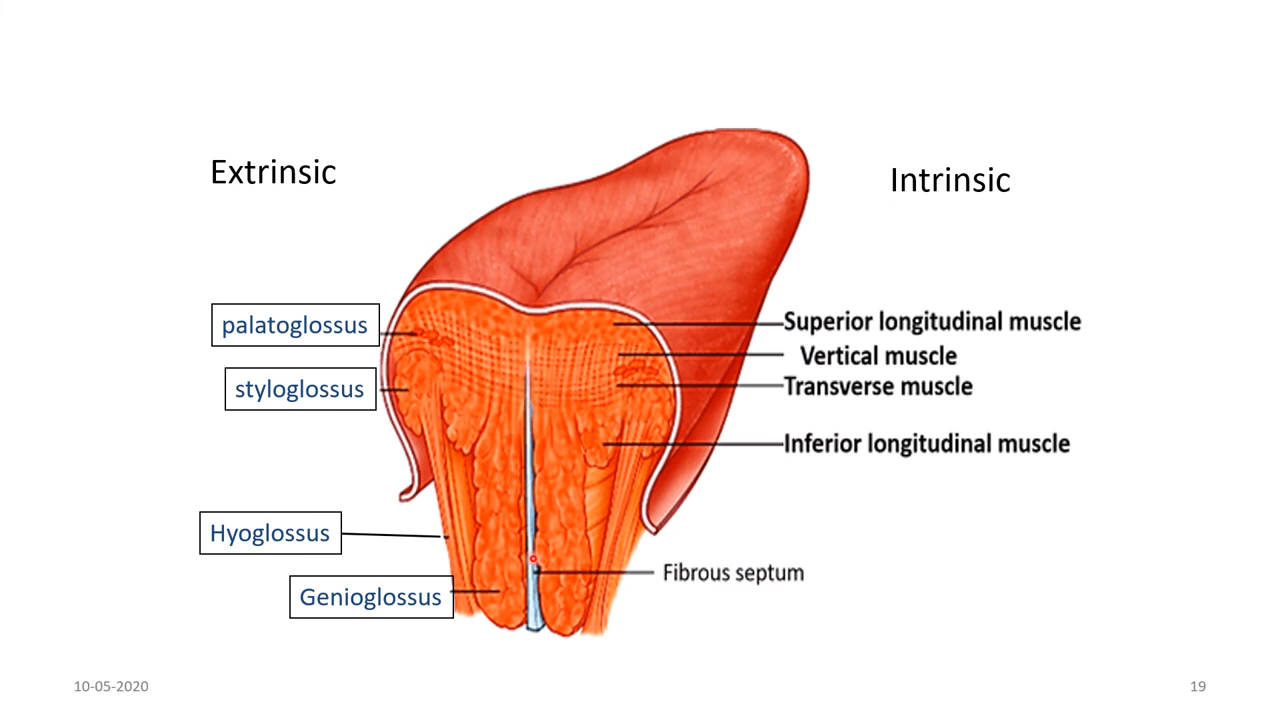 Extrinsic
Intrinsic
palatoglossus
styloglossus
Hyoglossus
Genioglossus
Superior longitudinal muscle
Vertical muscle
Transverse muscle
Inferior longitudinal muscle
Fibrous septum
10-05-2020
19